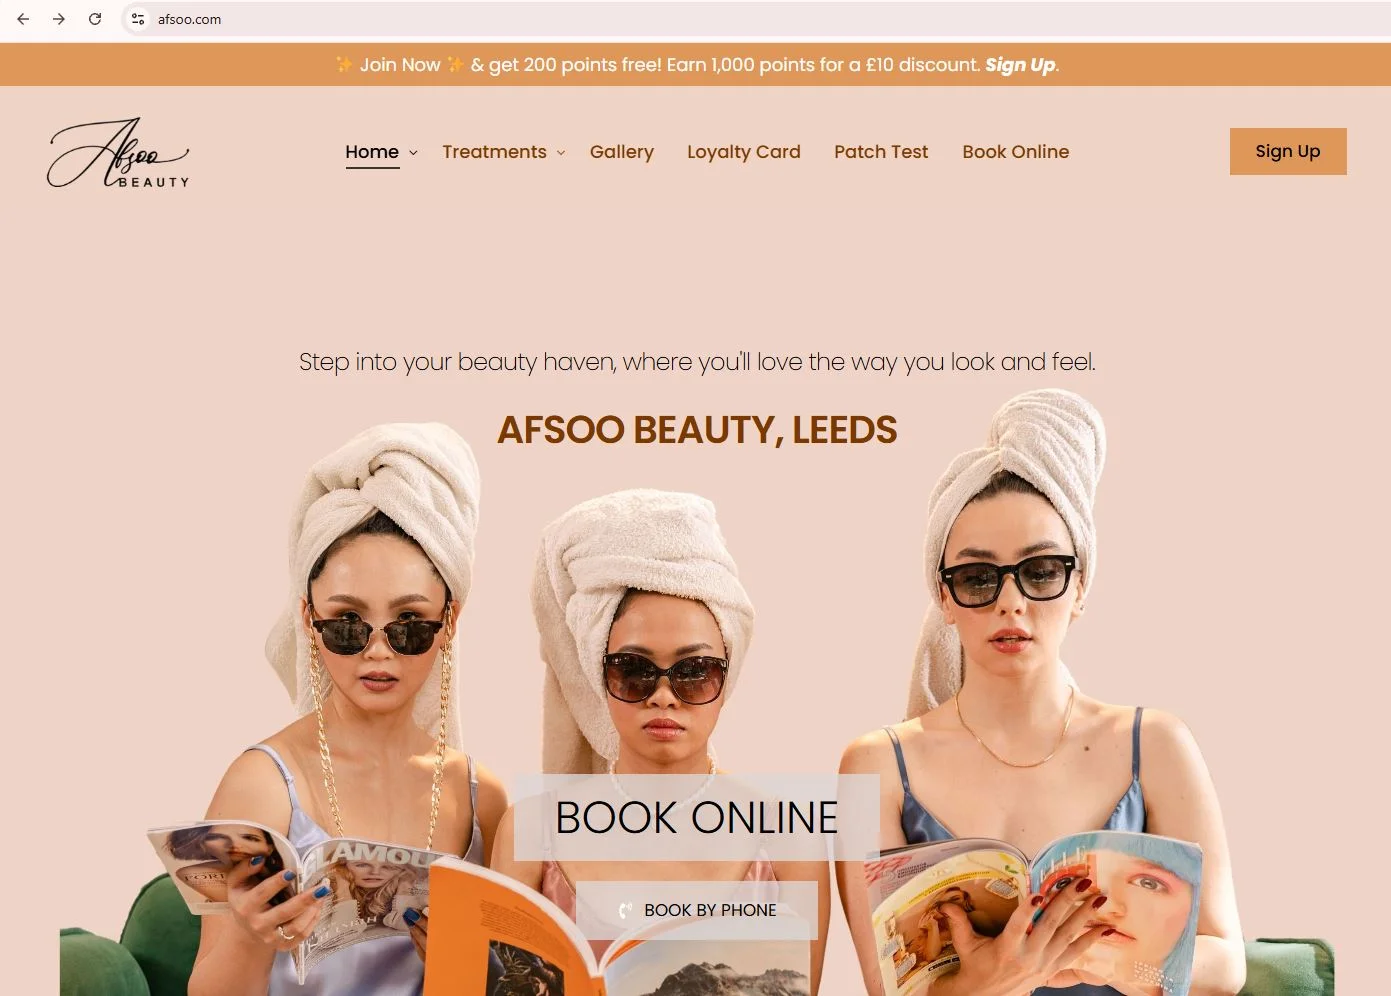 afsoo.com
✨ Join Now ✨ & get 200 points free! Earn 1,000 points for a £10 discount. Sign Up.
Afsoo
BEAUTY
Home
Treatments
Gallery
Loyalty Card
Patch Test
Book Online
Sign Up
Step into your beauty haven, where you'll love the way you look and feel.
AFSOO BEAUTY, LEEDS
BOOK ONLINE
BOOK BY PHONE